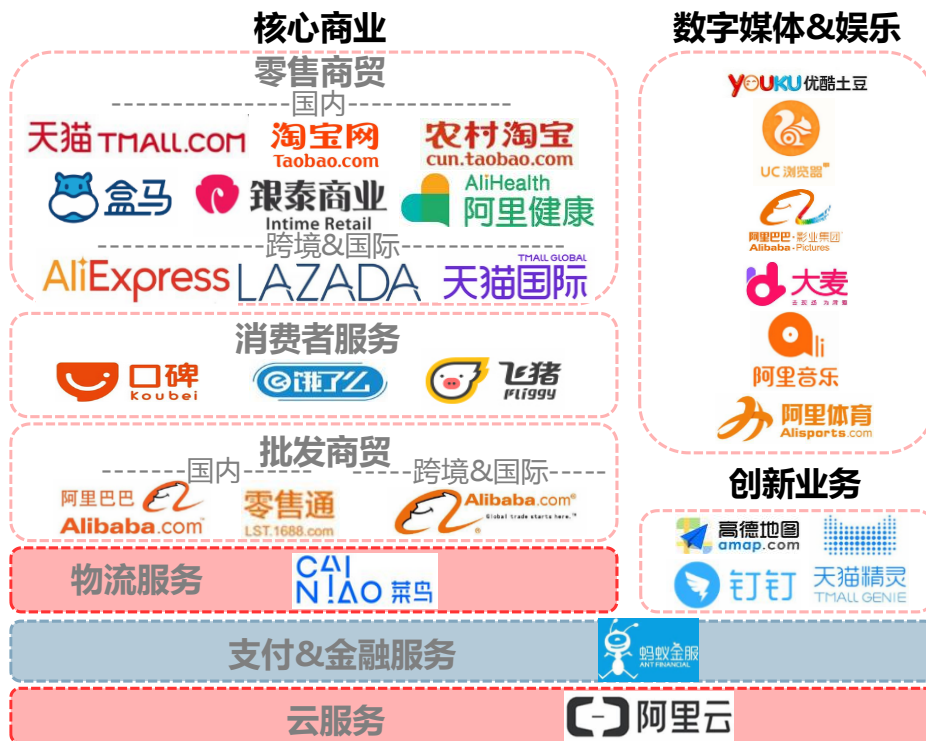 核心商业
零售商贸
国内
天猫 TMALL.COM
淘宝网
Taobao.com
农村淘宝
cun.taobao.com
盒马
銀泰商业
Intime Retail
AliHealth
阿里健康
跨境&国际
AliExpress
LAZADA
TMALL GLOBAL
天猫国际
消费者服务
口碑
Koubei
饿了么
飞猪
Fliggy
批发商贸
国内
跨境&国际
阿里巴巴
Alibaba.com
零售通
LST.1688.com
Alibaba.com®
Global trade starts here.™
物流服务
CAI
NIAO 菜鸟
支付&金融服务
蚂蚁金服
ANT FINANCIAL
云服务
阿里云
数字媒体&娱乐
YOUKU 优酷土豆
UC 浏览器
阿里巴巴·影业集团
Alibaba·Pictures
大麦
ali
阿里音乐
阿里体育
Alisports.com
创新业务
高德地图
amap.com
钉钉
天猫精灵
TMALL GENIE